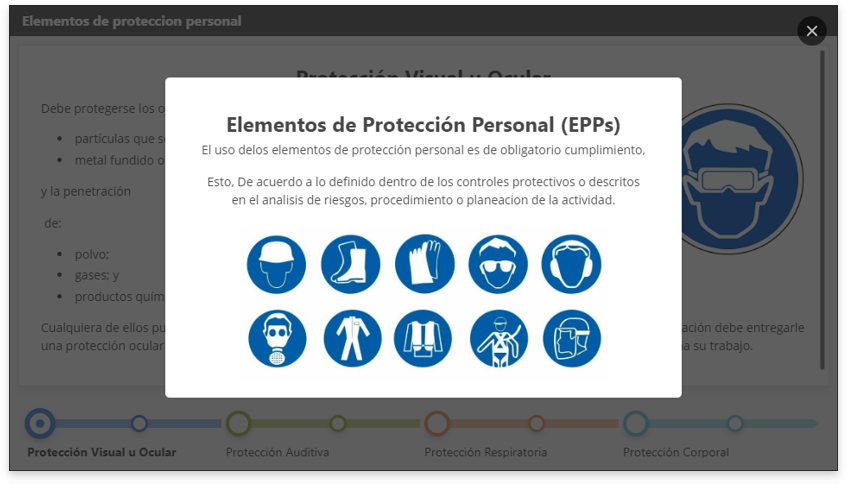 Elementos de proteccion personal
Protección Visual u Ocular
Debe protegerse los o
partículas que s
metal fundido o
y la penetración
de:
polvo;
gases; y
productos quím
Cualquiera de ellos pu
ación debe entregarle
una protección ocular
a su trabajo.
Elementos de Protección Personal (EPPs)
El uso delos elementos de protección personal es de obligatorio cumplimiento,
Esto, De acuerdo a lo definido dentro de los controles protectivos o descritos
en el analisis de riesgos, procedimiento o planeacion de la actividad.
Protección Visual u Ocular
Protección Auditiva
Protección Respiratoria
Protección Corporal